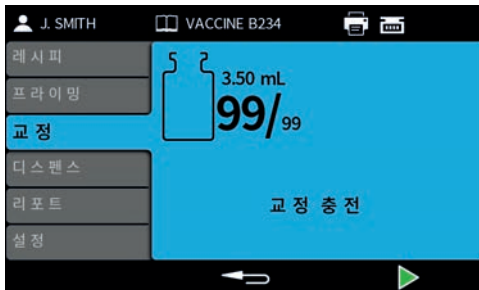 J. SMITH VACCINE B234
레시피
프라이밍
교정
디스펜스
리포트
설정
3.50 mL
99/99
교정 충전